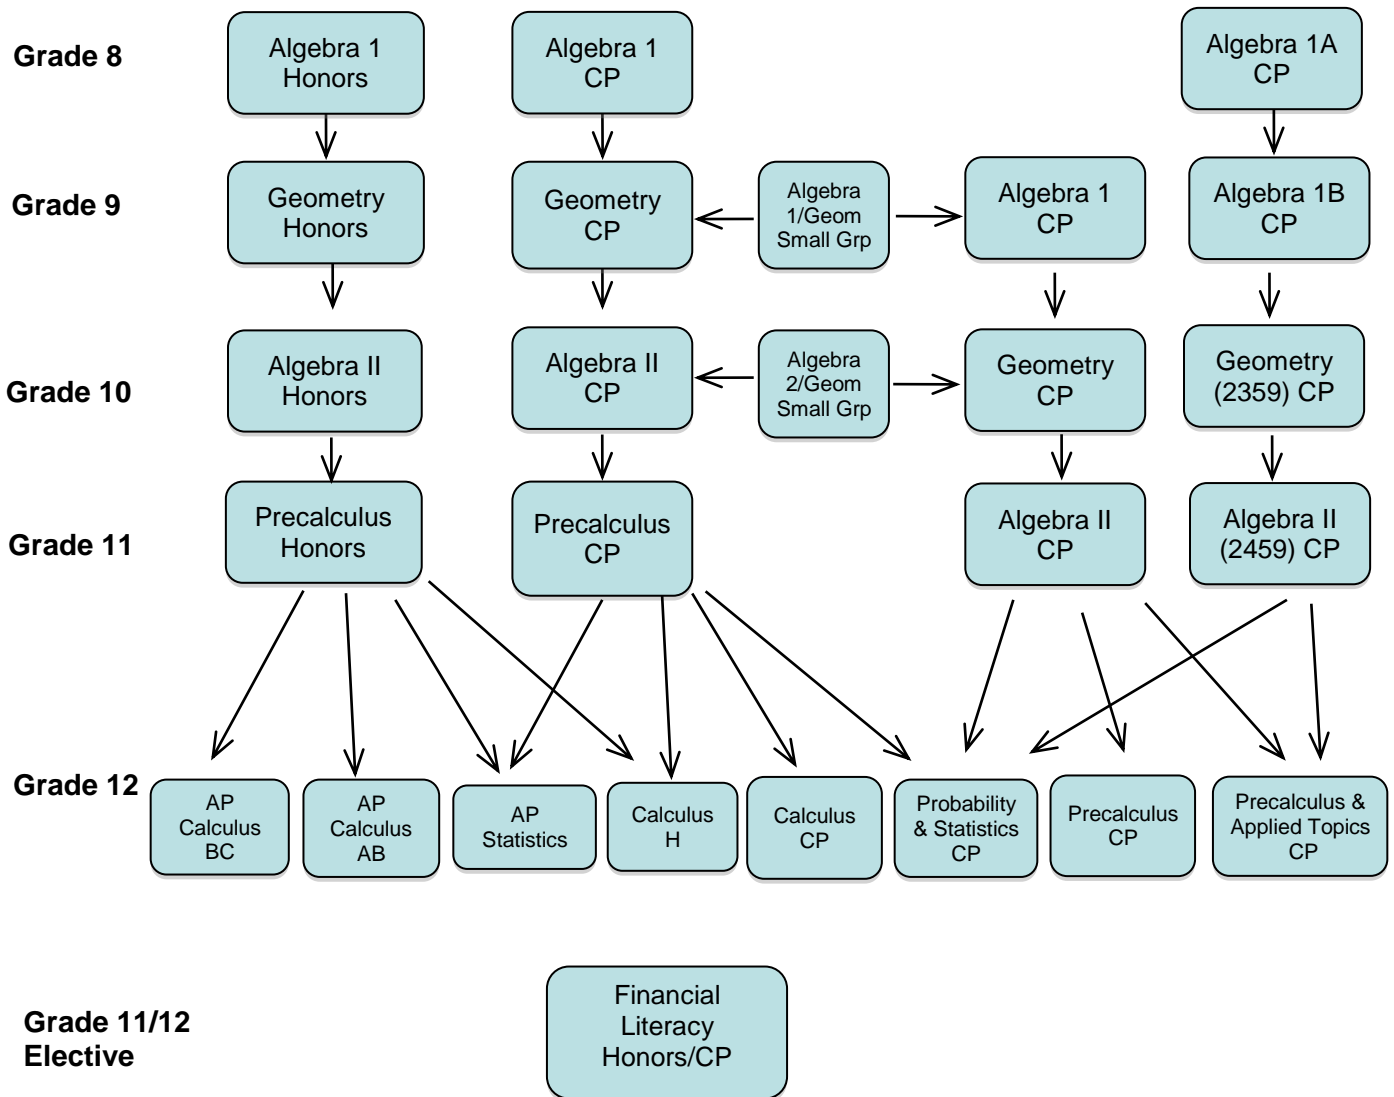 Grade 8
Algebra 1
Honors
Algebra 1
CP
Algebra 1A
CP
Grade 9
Geometry
Honors
Geometry
CP
Algebra
1/Geom
Small Grp
Algebra 1
CP
Algebra 1B
CP
Grade 10
Algebra II
Honors
Algebra II
CP
Algebra
2/Geom
Small Grp
Geometry
CP
Geometry
(2359) CP
Grade 11
Precalculus
Honors
Precalculus
CP
Algebra II
CP
Algebra II
(2459) CP
Grade 12
AP
Calculus
BC
AP
Calculus
AB
AP
Statistics
Calculus
H
Calculus
CP
Probability
& Statistics
CP
Precalculus
CP
Precalculus &
Applied Topics
CP
Grade 11/12
Elective
Financial
Literacy
Honors/CP